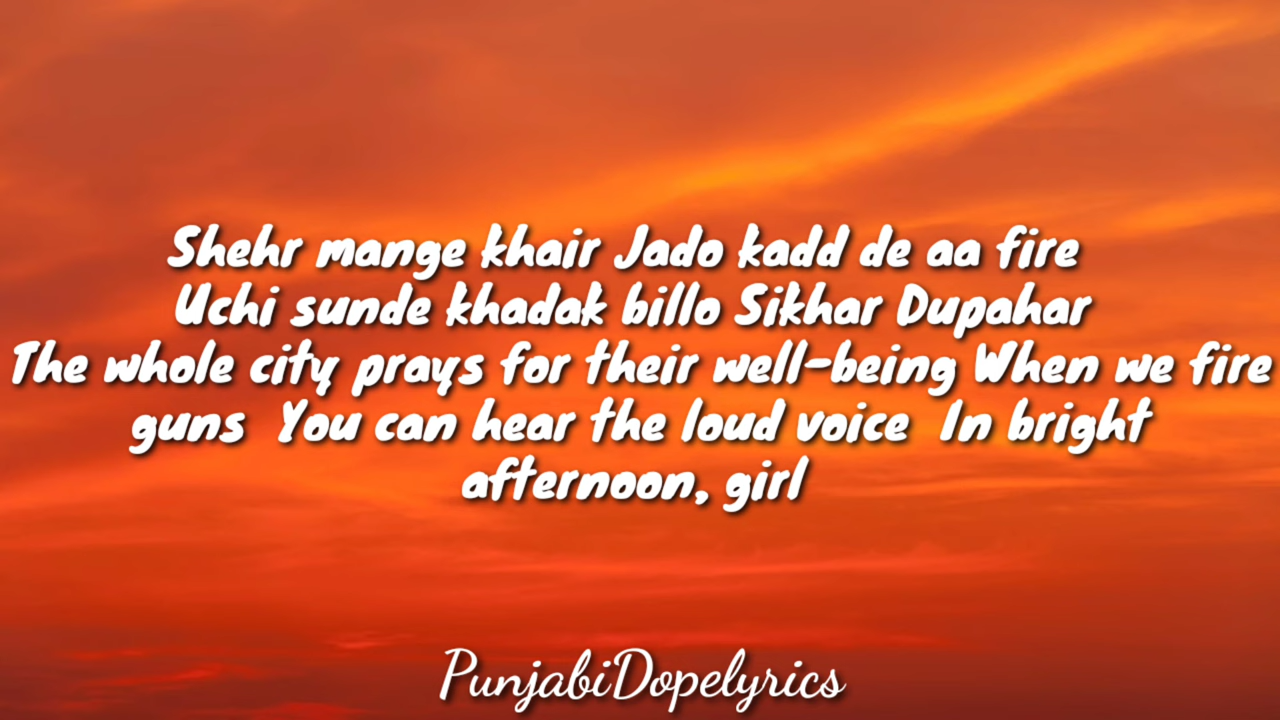 Shehr mange khair Jado kadd de aa fire
Uchi sunde khadak billo Sikhar Dupahar
The whole city prays for their well-being When we fire
guns  You can hear the loud voice  In bright
afternoon, girl
PunjabiDopelyrics